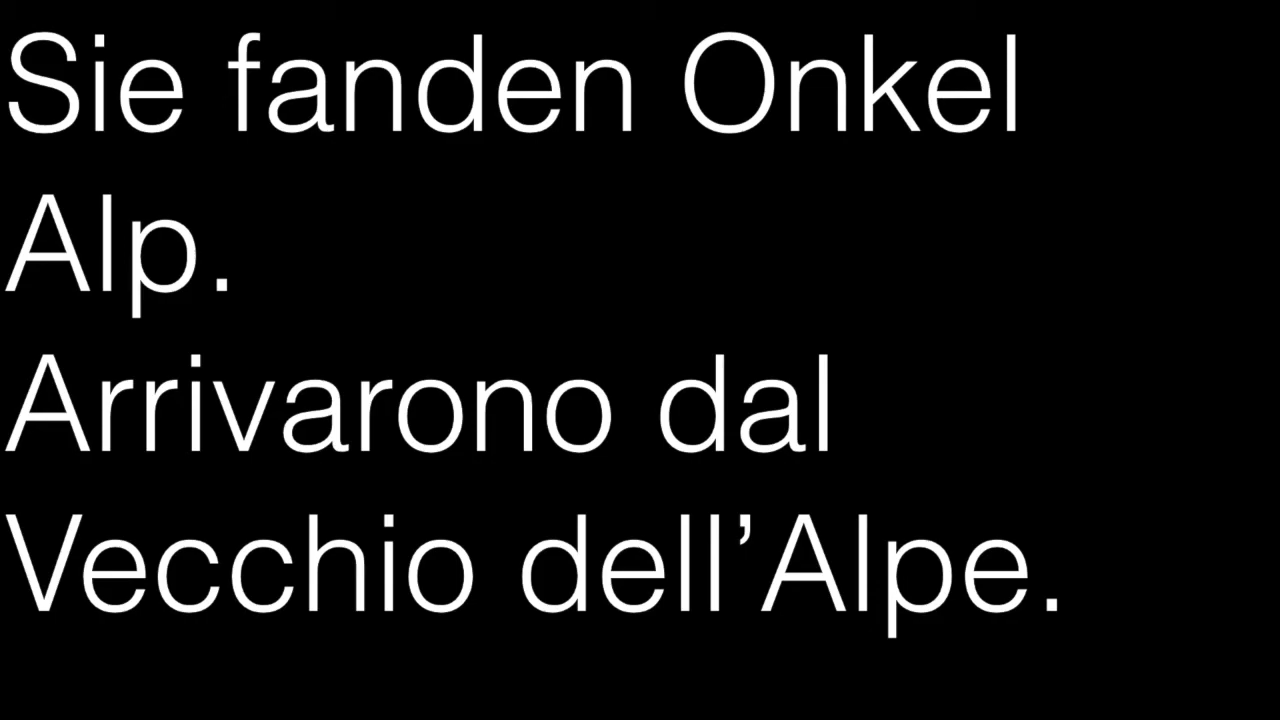 Sie fanden Onkel
Alp.
Arrivarono dal
Vecchio dell’Alpe.